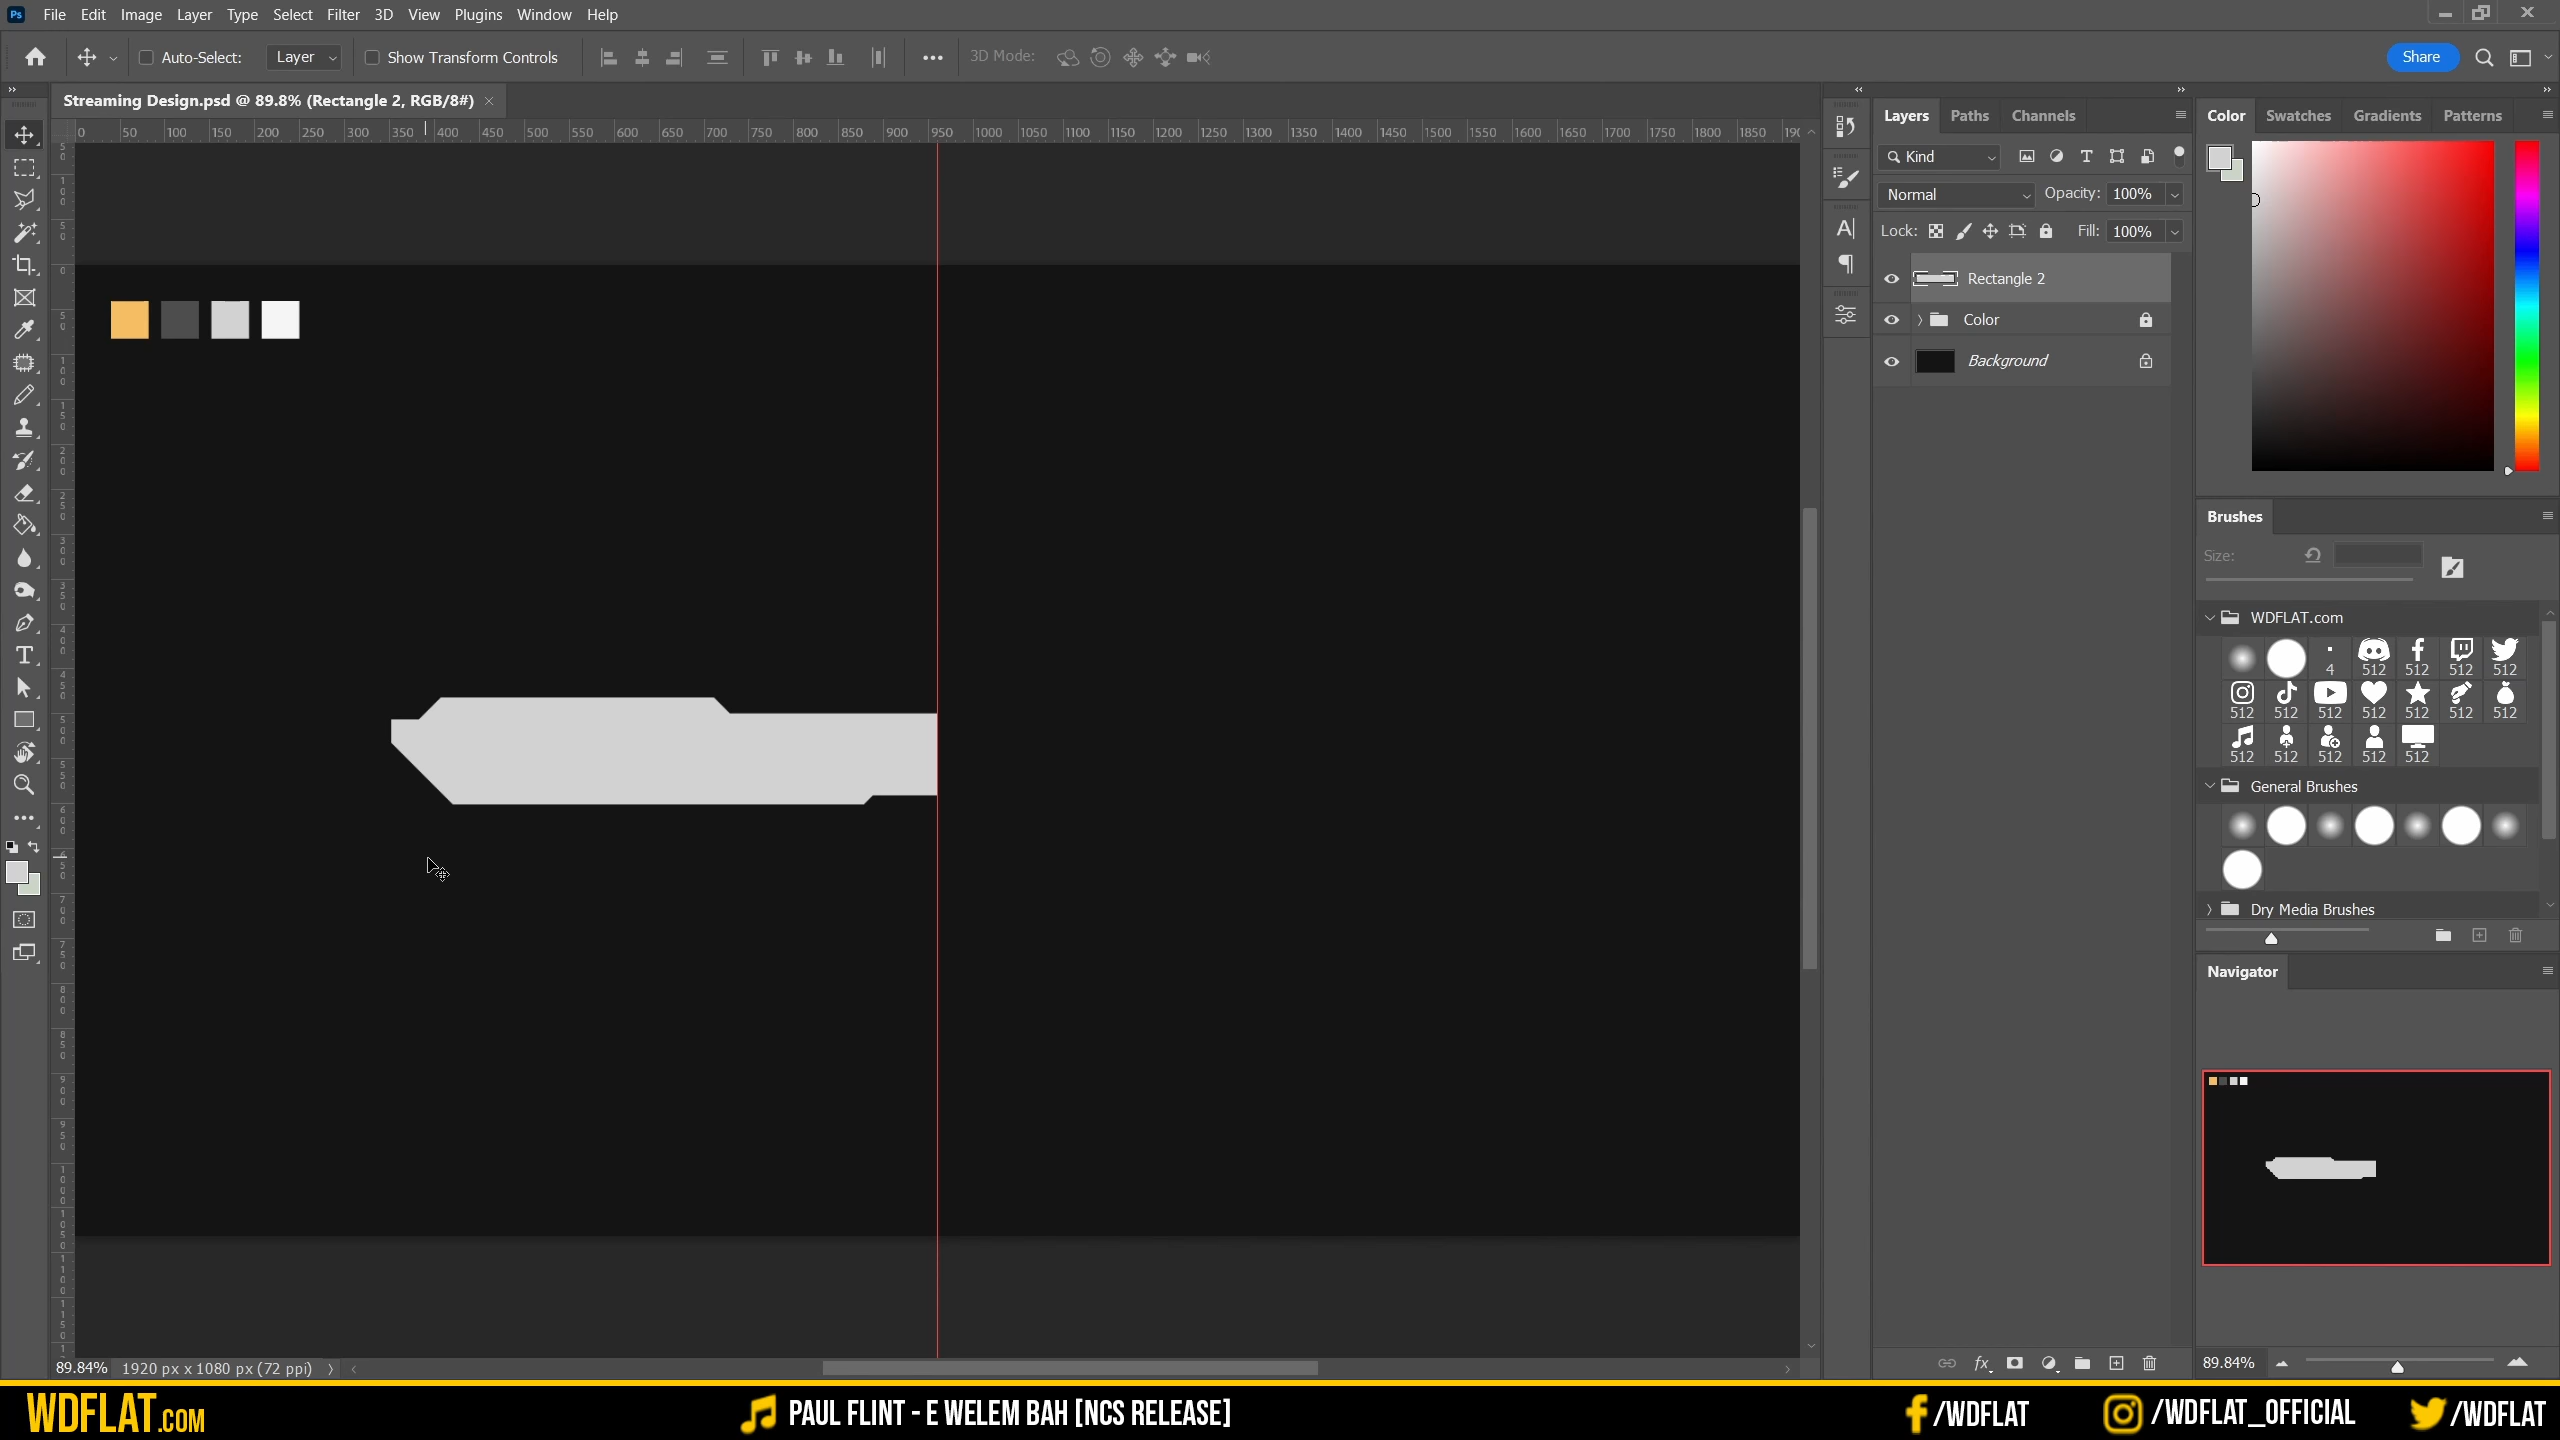 File Edit Image Layer Type Select Filter 3D View Plugins Window Help
Auto-Select: Layer Show Transform Controls 3D Mode: Share
Streaming Design.psd @ 89.8% (Rectangle 2, RGB/8#)
0 50 100 150 200 250 300 350 400 450 500 550 600 650 700 750 800 850 900 950 1000 1050 1100 1150 1200 1250 1300 1350 1400 1450 1500 1550 1600 1650 1700 1750 1800 1850
Layers Paths Channels
Kind
Normal Opacity: 100%
Lock: Fill: 100%
Rectangle 2
Color
Background
Color Swatches Gradients Patterns
Brushes
Size:
WDFLAT.com
4 512 512 512 512
512 512 512 512 512 512 512
512 512 512 512 512
General Brushes
Dry Media Brushes
Navigator
89.84%
89.84% 1920 px x 1080 px (72 ppi)
WDFLAT.COM
PAUL FLINT - E WELEM BAH [NCS RELEASE]
/WDFLAT
/WDFLAT_OFFICIAL
/WDFLAT